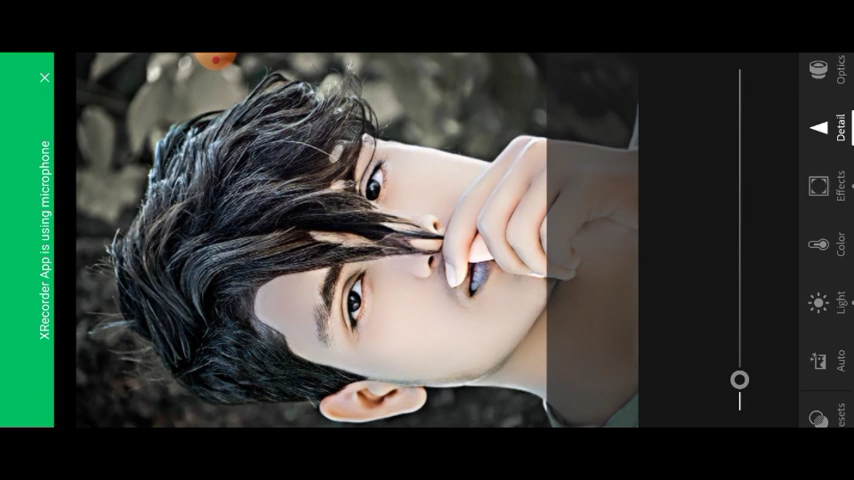 XRecorder App is using microphone
esets
Auto
Light
Color
Effects
Detail
Optics